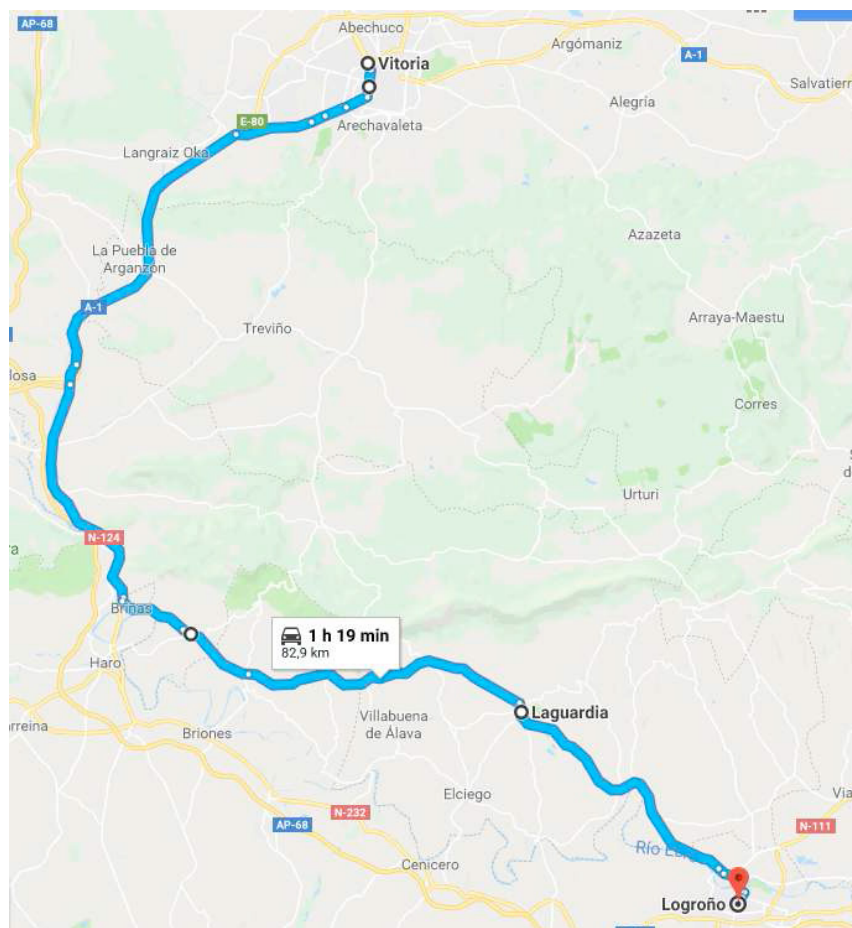 AP-68
Abechuco
Argómaniz
Vitoria
A-1
Salvatierr
E-80
Alegría
Arechavaleta
Langraiz Oka
La Puebla de
Arganzón
Azazeta
A-1
Treviño
Arraya-Maestu
losa
Corres
Urturi
N-124
Briñas
1 h 19 min
82,9 km
Haro
Laguardia
Villabuena
de Álava
arreina
Briones
Elciego
Via
N-232
AP-68
N-111
Río
Cenicero
Logroño